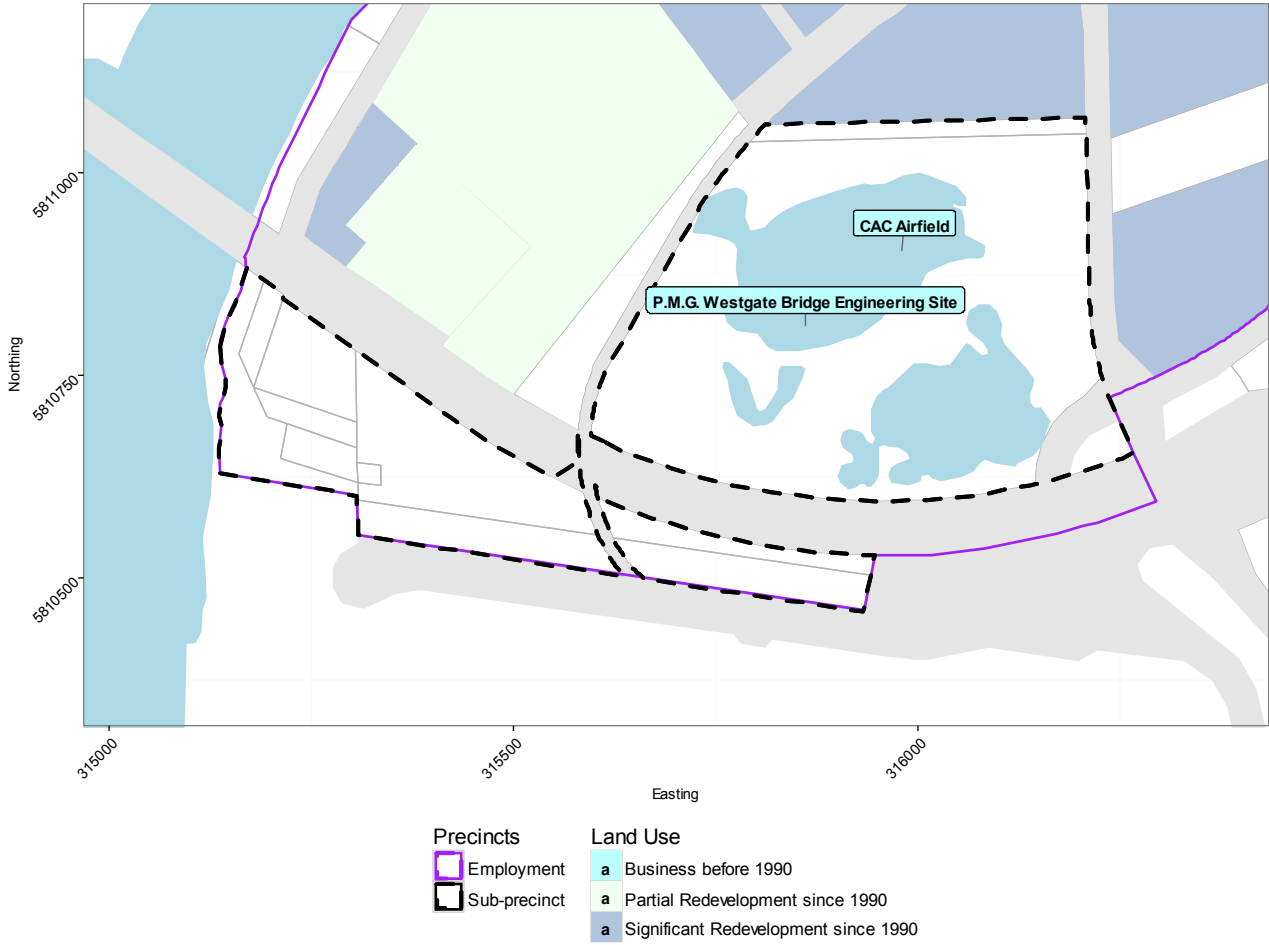 CAC Airfield
P.M.G. Westgate Bridge Engineering Site
5811000
5810750
5810500
Northing
315000
315500
316000
Easting
Precincts
Employment
Sub-precinct
Land Use
a Business before 1990
a Partial Redevelopment since 1990
a Significant Redevelopment since 1990